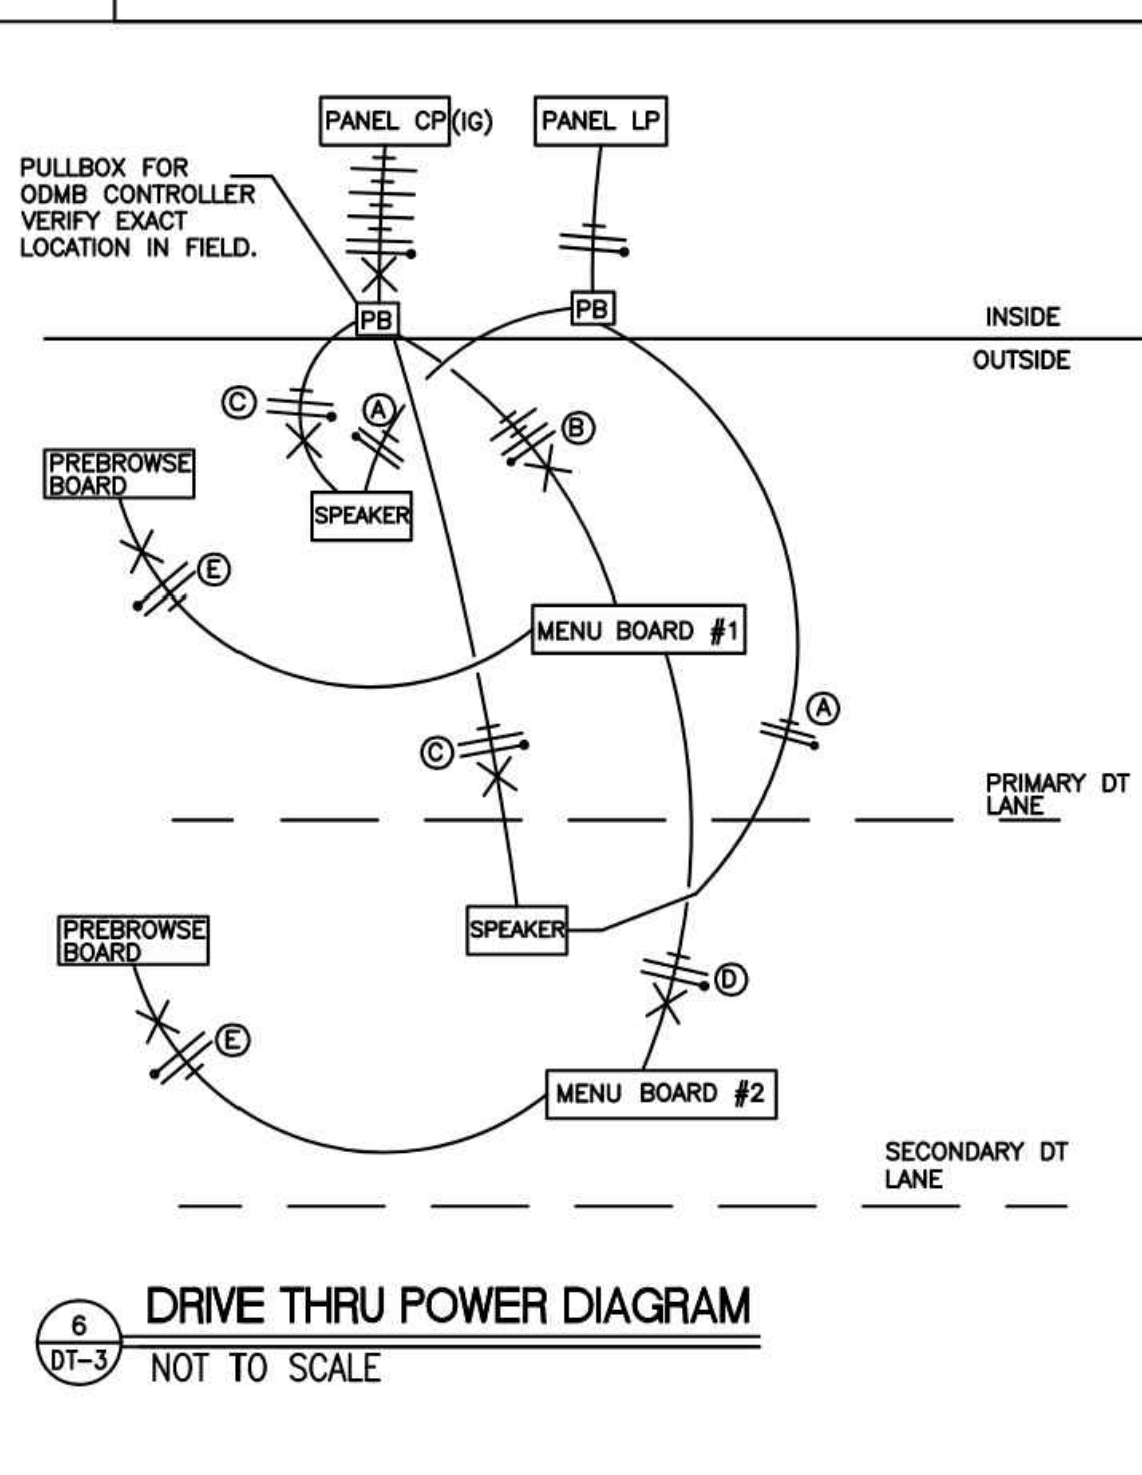 PANEL CP(IG)
PANEL LP
PULLBOX FOR
ODMB CONTROLLER
VERIFY EXACT
LOCATION IN FIELD.
PB
PB
INSIDE
OUTSIDE
C
A
B
PREBROWSE
BOARD
SPEAKER
E
MENU BOARD #1
A
C
PRIMARY DT
LANE
PREBROWSE
BOARD
SPEAKER
D
E
MENU BOARD #2
SECONDARY DT
LANE
6
DT-3
DRIVE THRU POWER DIAGRAM
NOT TO SCALE